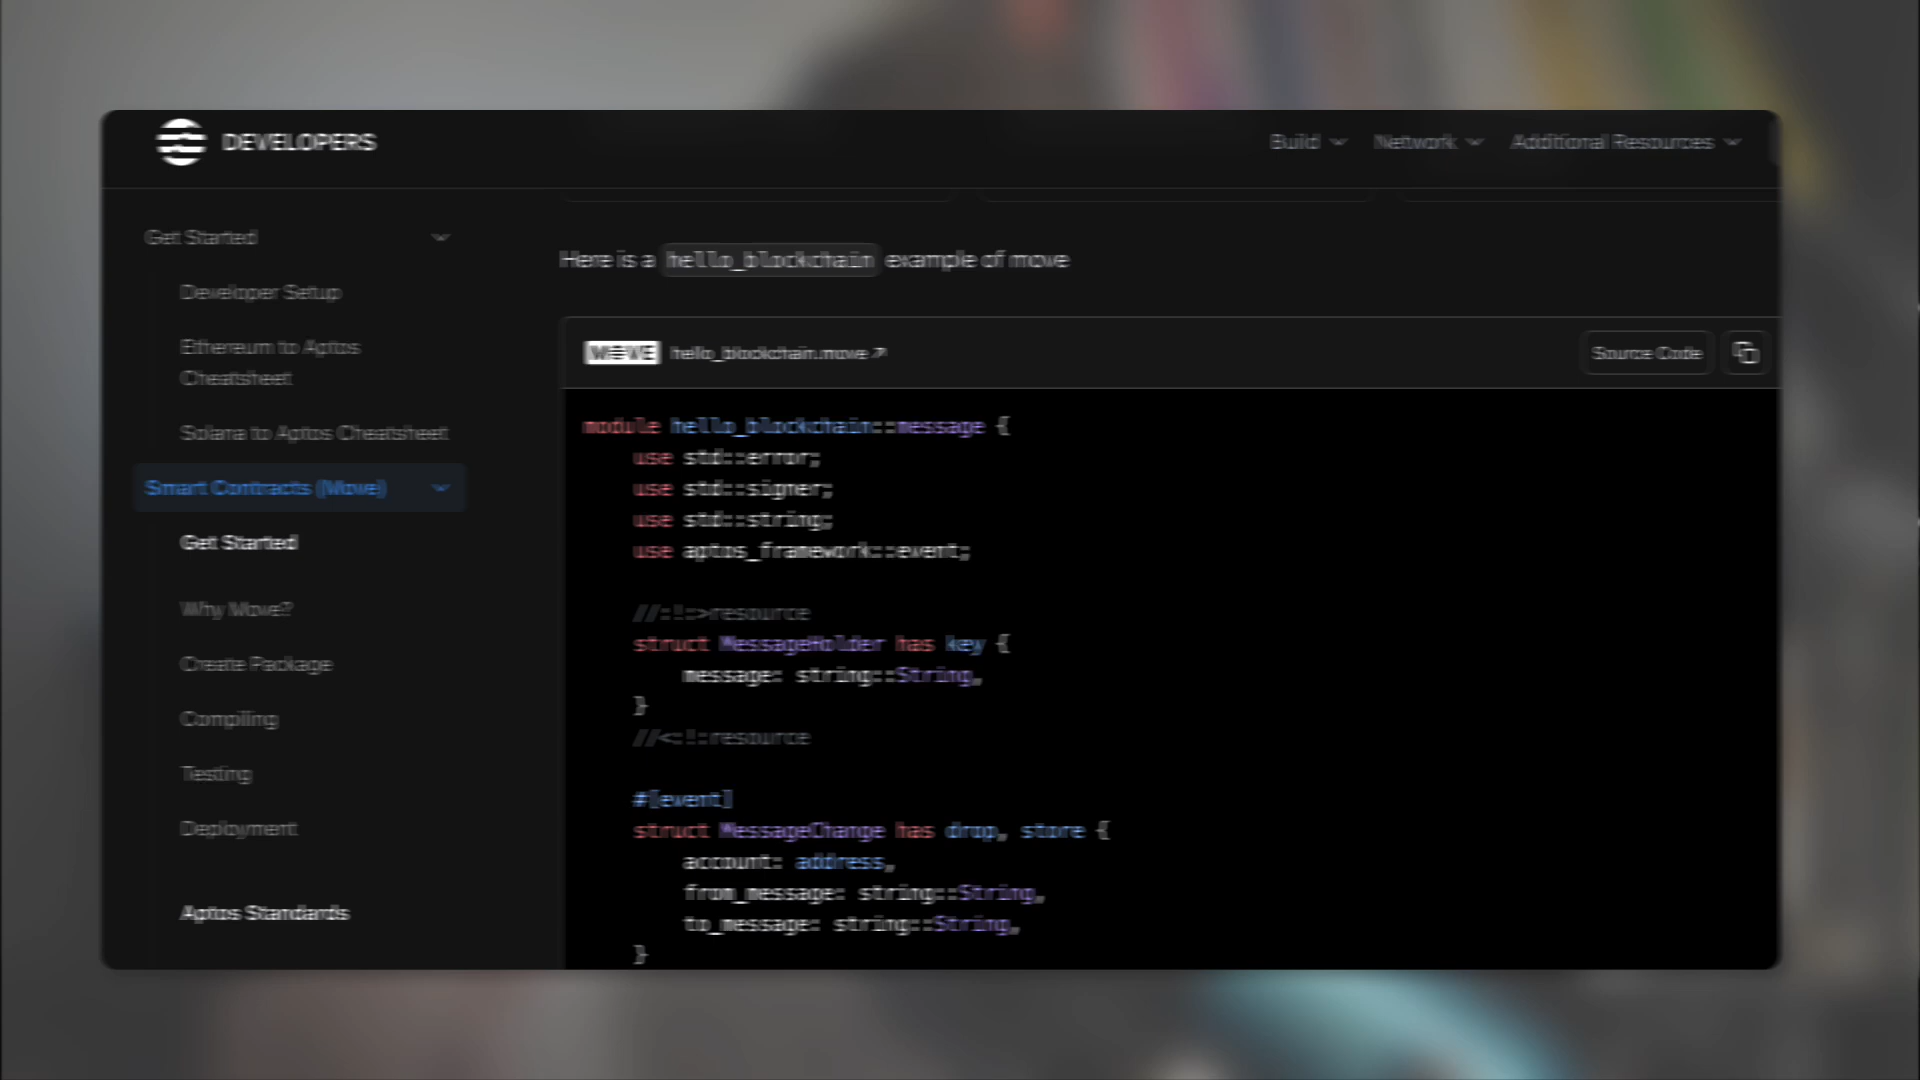 DEVELOPERS
Build
Network
Additional Resources
Get Started
Developer Setup
Ethereum to Aptos
Cheatsheet
Solana to Aptos Cheatsheet
Smart Contracts (Move)
Get Started
Why Move?
Create Package
Compiling
Testing
Deployment
Aptos Standards
Here is a hello_blockchain example of move
MOVE hello_blockchain.move ↗
Source Code
module hello_blockchain::message {
    use std::error;
    use std::signer;
    use std::string;
    use aptos_framework::event;
    //:!:>resource
    struct MessageHolder has key {
        message: string::String,
    }
    //<:!:resource
    #[event]
    struct MessageChange has drop, store {
        account: address,
        from_message: string::String,
        to_message: string::String,
    }